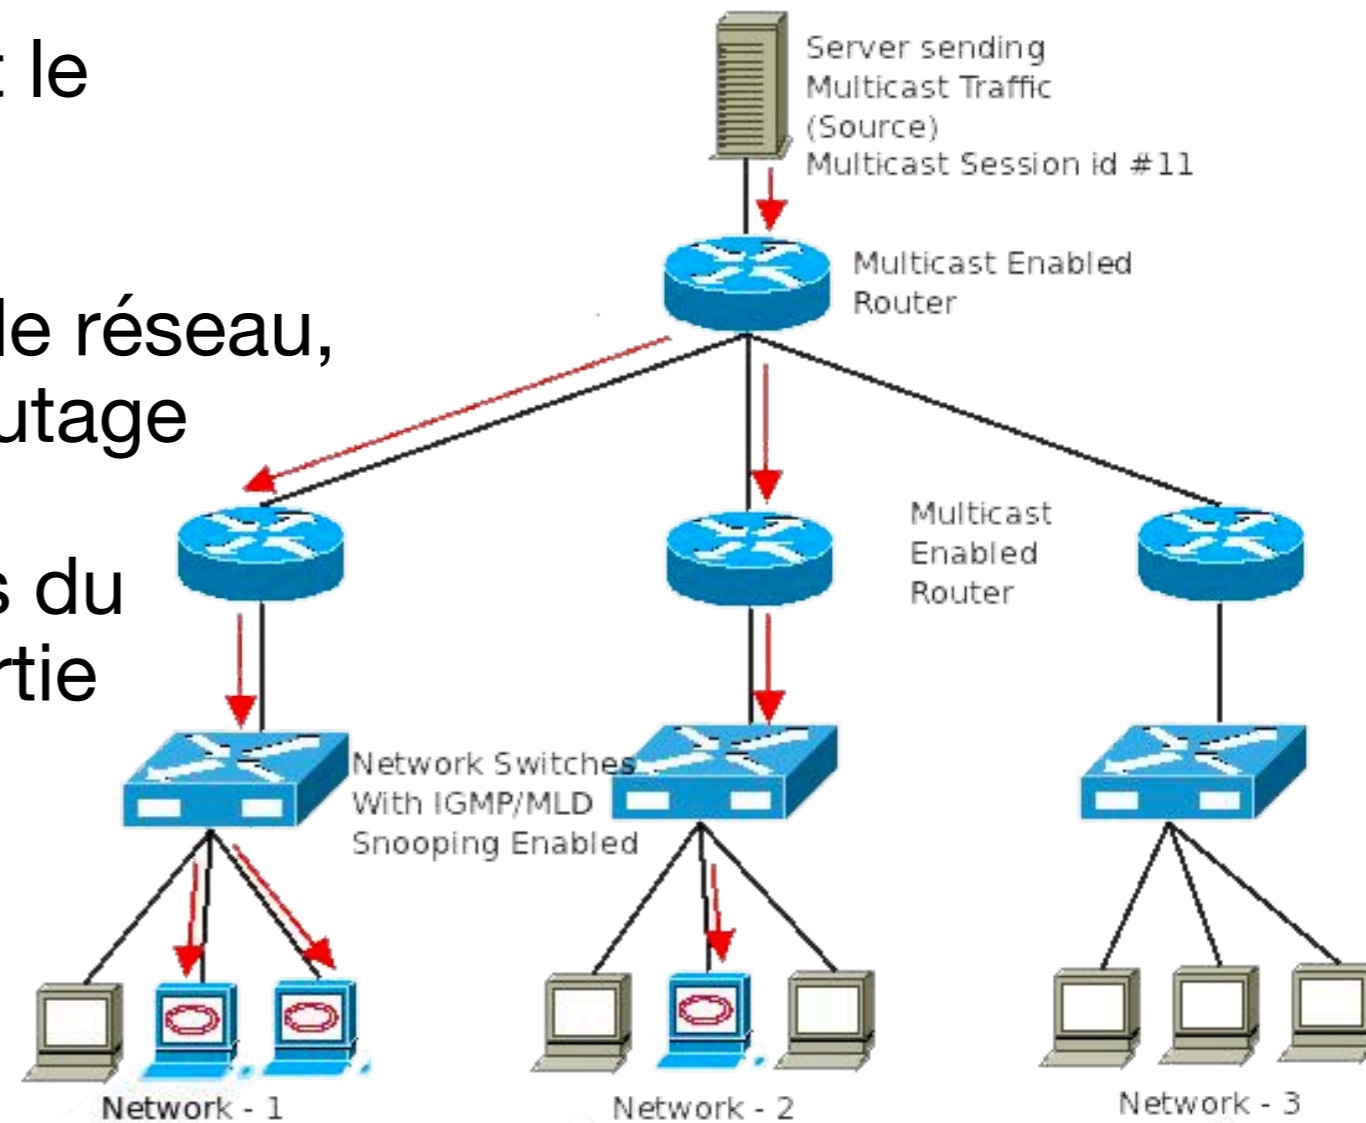 t le
de réseau,
utage
s du
rtie
Server sending
Multicast Traffic
(Source)
Multicast Session id #11
Multicast Enabled
Router
Multicast
Enabled
Router
Network Switches
With IGMP/MLD
Snooping Enabled
Network - 1
Network - 2
Network - 3